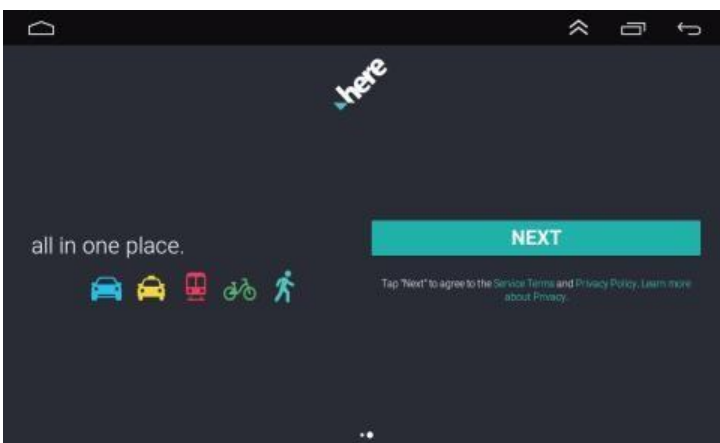 here
all in one place.
NEXT
Tap "Next" to agree to the Service Terms and Privacy Policy. Learn more
about Privacy.